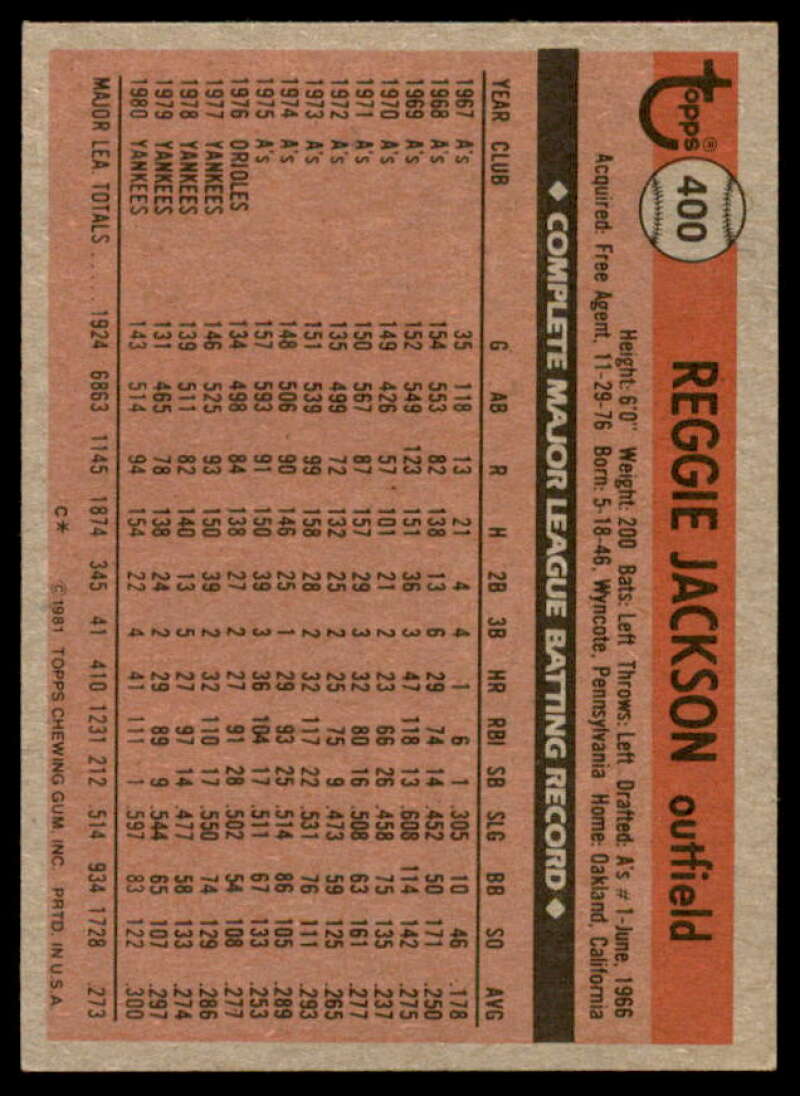 Topps®
400
REGGIE JACKSON outfield
Height: 6'0" Weight: 200 Bats: Left Throws: Left Drafted: A's #1-June, 1966
Acquired: Free Agent, 11-29-76 Born: 5-18-46, Wyncote, Pennsylvania Home: Oakland, California
◆ COMPLETE MAJOR LEAGUE BATTING RECORD ◆
YEAR CLUB G AB R H 2B 3B HR RBI SB SLG BB SO AVG
1967 A's 35 118 13 21 4 4 1 6 1 .305 10 46 .178
1968 A's 154 553 82 138 13 6 29 74 14 .452 50 171 .250
1969 A's 152 549 123 151 36 3 47 118 13 .608 114 142 .275
1970 A's 149 426 57 101 21 2 23 66 26 .458 75 135 .237
1971 A's 150 567 87 157 29 3 32 80 16 .508 63 161 .277
1972 A's 135 499 72 132 25 2 25 75 9 .473 59 125 .265
1973 A's 151 539 99 158 28 2 32 117 22 .531 76 111 .293
1974 A's 148 506 90 146 25 1 29 93 25 .514 86 105 .289
1975 A's 157 593 91 150 39 3 36 104 17 .511 67 133 .253
1976 ORIOLES 134 498 84 138 27 2 27 91 28 .502 54 108 .277
1977 YANKEES 146 525 93 150 39 2 32 110 17 .550 74 129 .286
1978 YANKEES 139 511 82 140 13 5 27 97 14 .477 58 133 .274
1979 YANKEES 131 465 78 138 24 2 29 89 9 .544 65 107 .297
1980 YANKEES 143 514 94 154 22 4 41 111 1 .597 83 122 .300
MAJOR LEA. TOTALS ..... 1924 6863 1145 1874 345 41 410 1231 212 .514 934 1728 .273
C* © 1981 TOPPS CHEWING GUM, INC. PRTD. IN U.S.A.